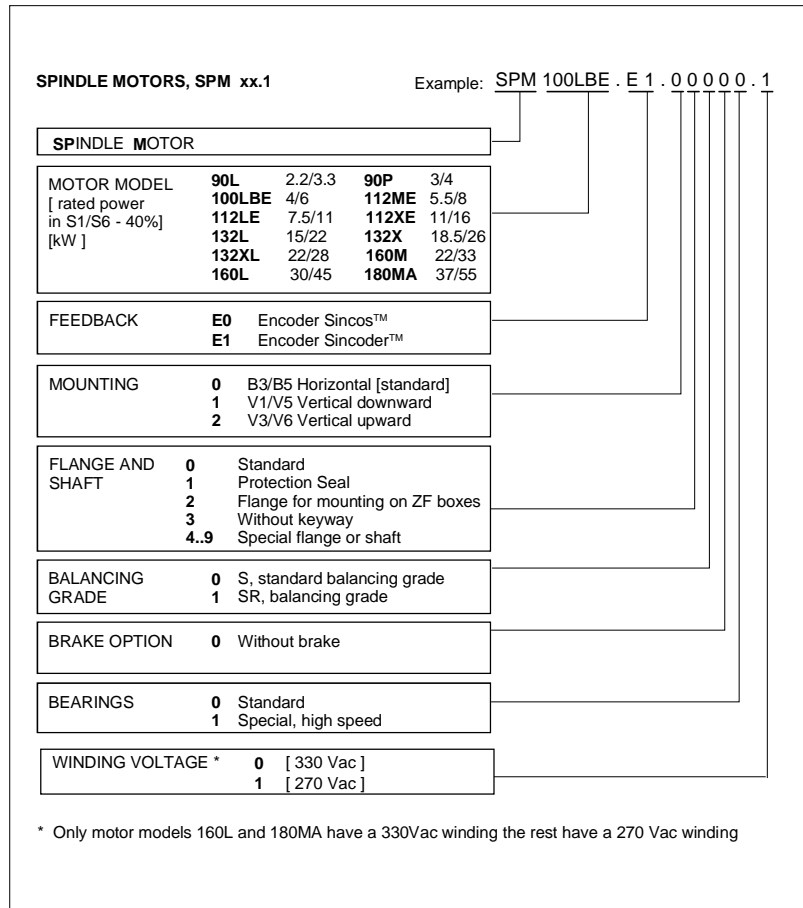 SPINDLE MOTORS, SPM xx.1 Example: SPM 100LBE . E 1 . 0 0 0 0 0 . 1
SPINDLE MOTOR
MOTOR MODEL 90L 2.2/3.3 90P 3/4
[ rated power 100LBE 4/6 112ME 5.5/8
in S1/S6 - 40%] 112LE 7.5/11 112XE 11/16
[kW ] 132L 15/22 132X 18.5/26
132XL 22/28 160M 22/33
160L 30/45 180MA 37/55
FEEDBACK E0 Encoder Sincos™
E1 Encoder Sincoder™
MOUNTING 0 B3/B5 Horizontal [standard]
1 V1/V5 Vertical downward
2 V3/V6 Vertical upward
FLANGE AND 0 Standard
SHAFT 1 Protection Seal
2 Flange for mounting on ZF boxes
3 Without keyway
4..9 Special flange or shaft
BALANCING 0 S, standard balancing grade
GRADE 1 SR, balancing grade
BRAKE OPTION 0 Without brake
BEARINGS 0 Standard
1 Special, high speed
WINDING VOLTAGE * 0 [ 330 Vac ]
1 [ 270 Vac ]
* Only motor models 160L and 180MA have a 330Vac winding the rest have a 270 Vac winding